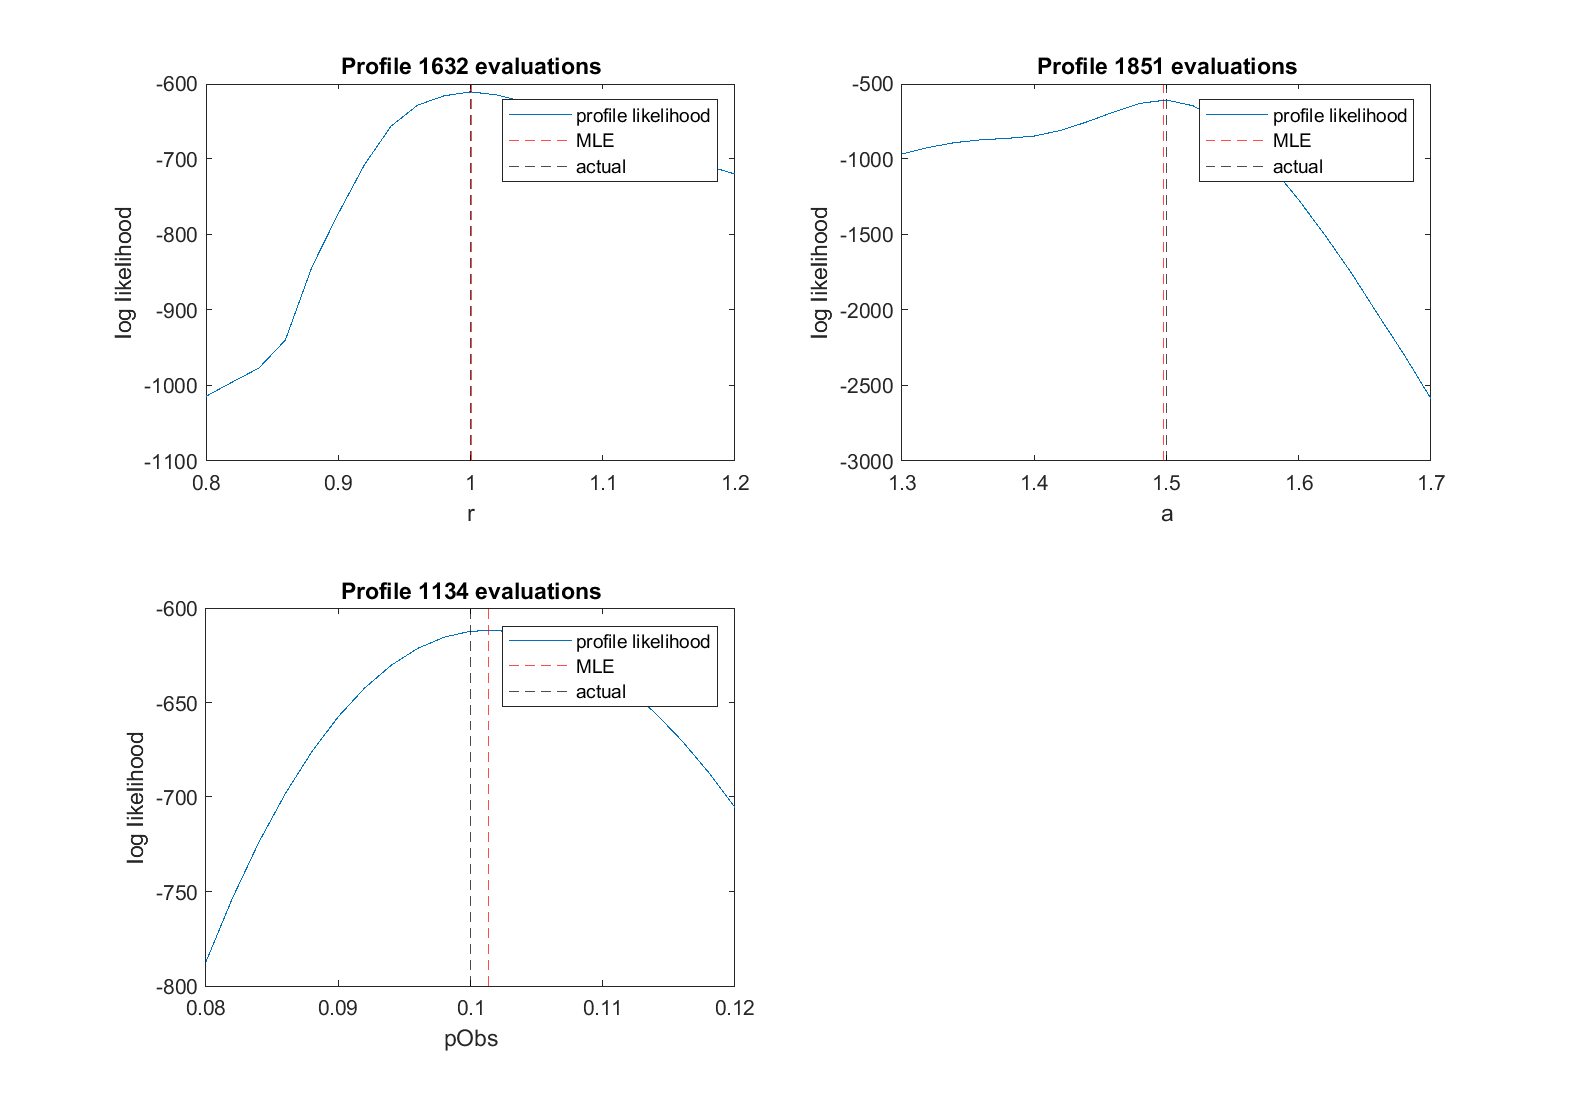 Profile 1632 evaluations
-600
-700
-800
-900
-1000
-1100
log likelihood
0.8 0.9 1 1.1 1.2
r
profile likelihood
MLE
actual
Profile 1851 evaluations
-500
-1000
-1500
-2000
-2500
-3000
log likelihood
1.3 1.4 1.5 1.6 1.7
a
profile likelihood
MLE
actual
Profile 1134 evaluations
-600
-650
-700
-750
-800
log likelihood
0.08 0.09 0.1 0.11 0.12
pObs
profile likelihood
MLE
actual